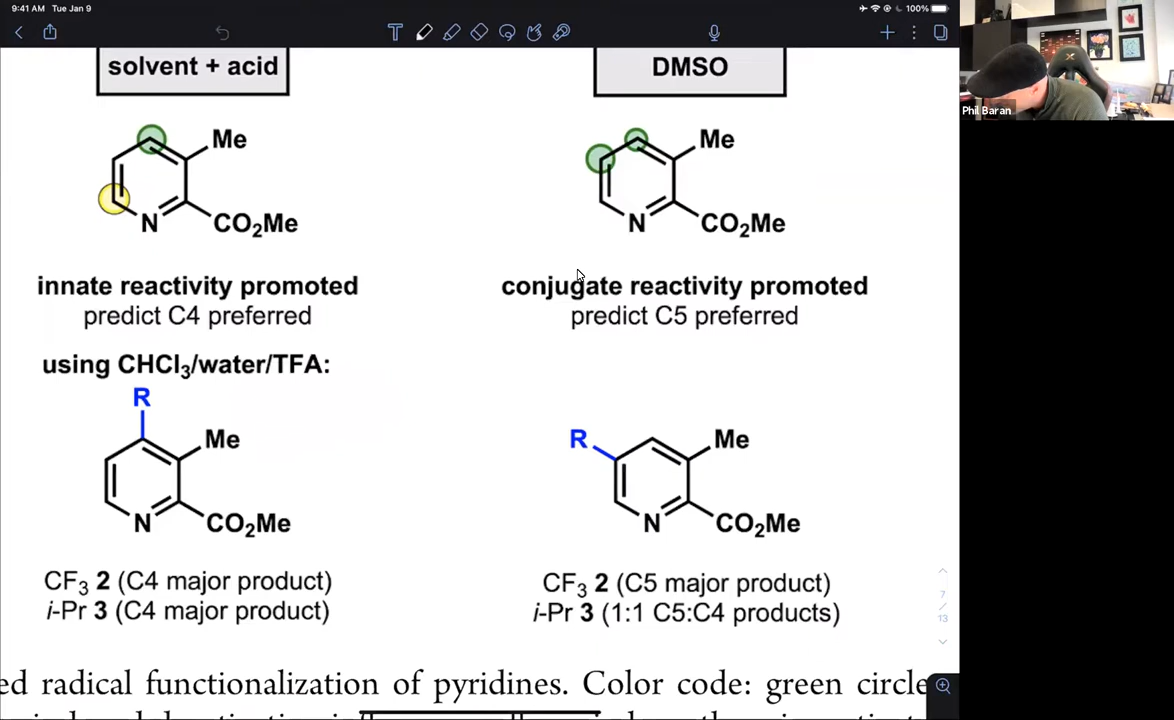 9:41 AM Tue Jan 9
100%
Phil Baran
solvent + acid
DMSO
Me
N
CO2Me
Me
N
CO2Me
innate reactivity promoted
predict C4 preferred
conjugate reactivity promoted
predict C5 preferred
using CHCl3/water/TFA:
R
Me
N
CO2Me
R
Me
N
CO2Me
CF3 2 (C4 major product)
i-Pr 3 (C4 major product)
CF3 2 (C5 major product)
i-Pr 3 (1:1 C5:C4 products)
7
/
13
ed radical functionalization of pyridines. Color code: green circle